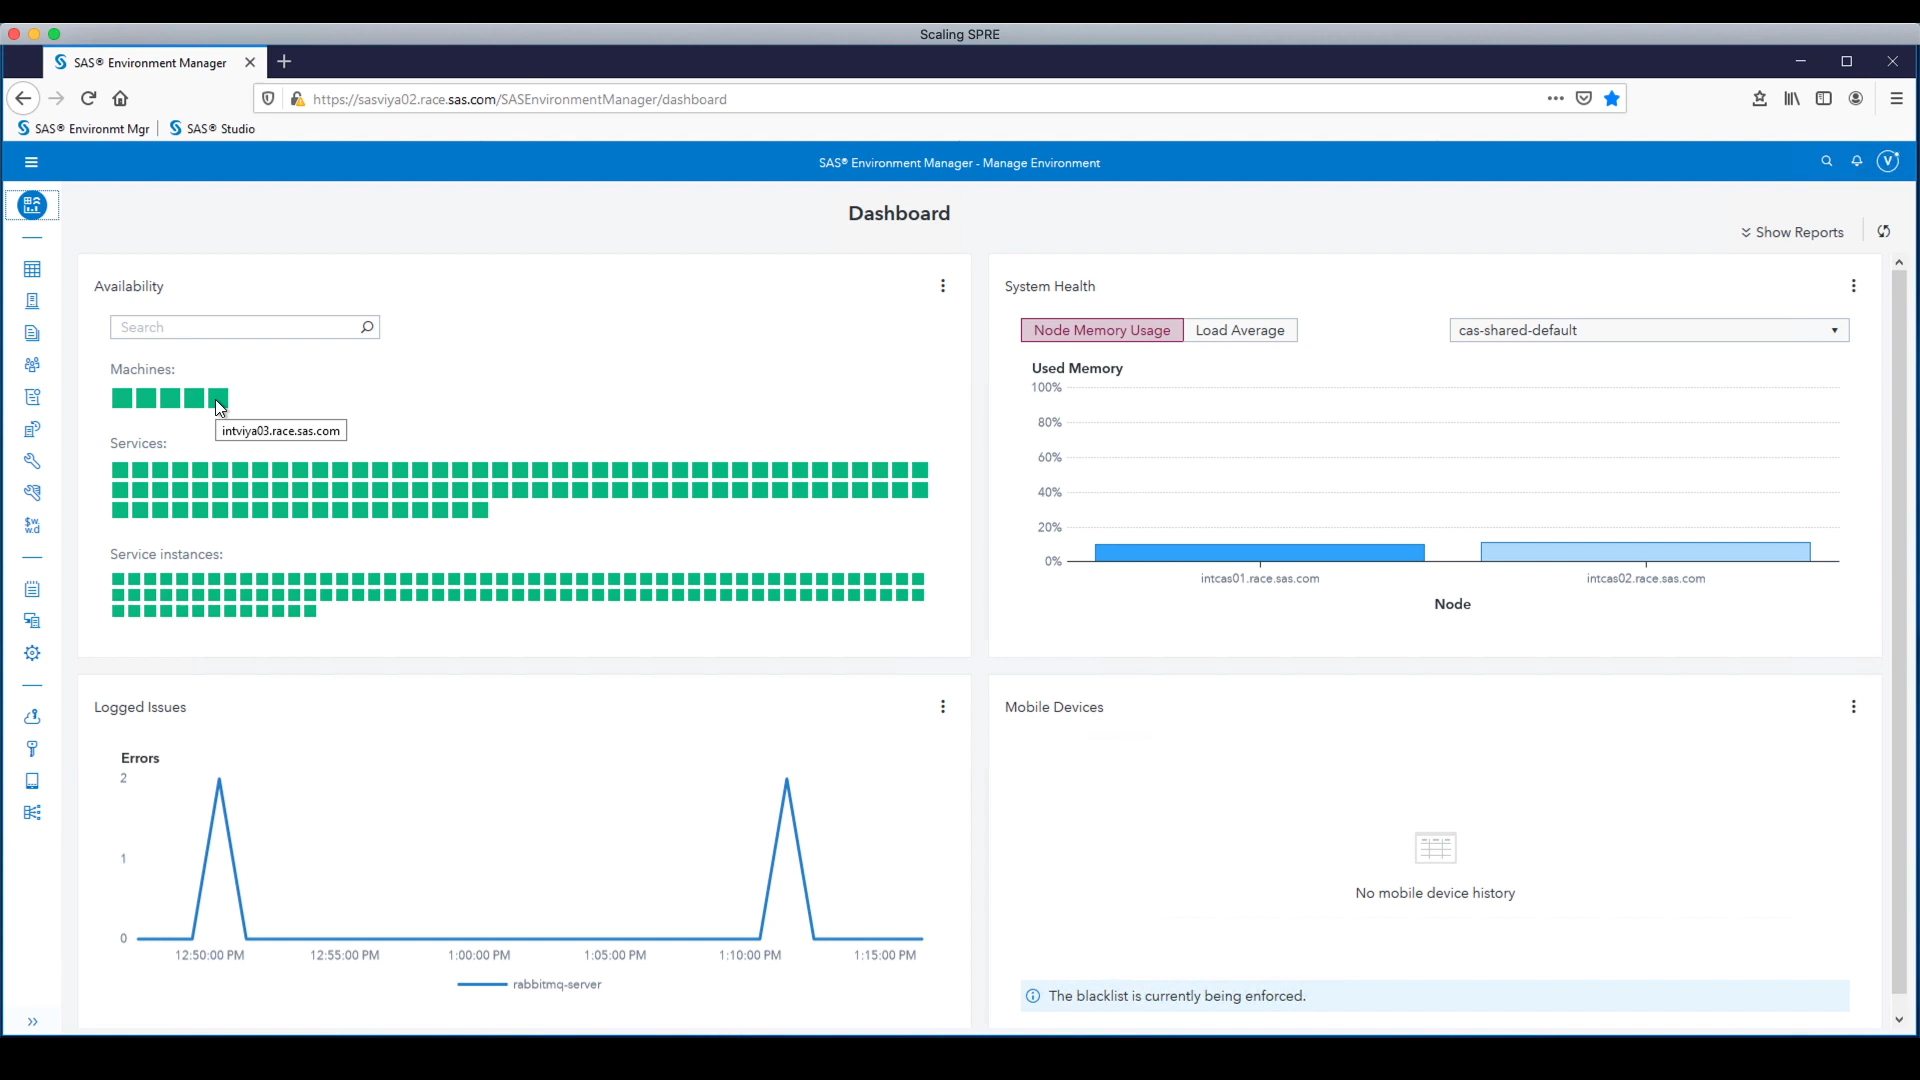 Scaling SPRE
SAS® Environment Manager
https://sasviya02.race.sas.com/SASEnvironmentManager/dashboard
SAS® Environmt Mgr
SAS® Studio
SAS® Environment Manager - Manage Environment
V
Dashboard
Show Reports
Availability
Search
Machines:
intviya03.race.sas.com
Services:
Service instances:
System Health
Node Memory Usage
Load Average
cas-shared-default
Used Memory
100%
80%
60%
40%
20%
0%
intcas01.race.sas.com
intcas02.race.sas.com
Node
Logged Issues
Errors
2
1
0
12:50:00 PM
12:55:00 PM
1:00:00 PM
1:05:00 PM
1:10:00 PM
1:15:00 PM
rabbitmq-server
Mobile Devices
No mobile device history
The blacklist is currently being enforced.